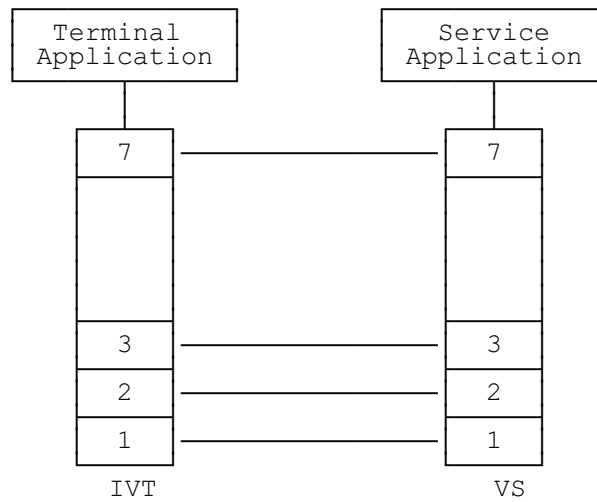 Terminal Application
Service Application
7 7
3 3
2 2
1 1
IVT VS